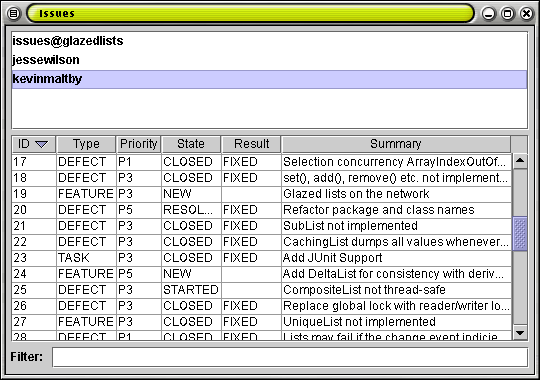 Issues
issues@glazedlists
jessewilson
kevinmaltby
ID Type Priority State Result Summary
17 DEFECT P1 CLOSED FIXED Selection concurrency ArrayIndexOutOf...
18 DEFECT P3 CLOSED FIXED set(), add(), remove() etc. not implement...
19 FEATURE P3 NEW Glazed lists on the network
20 DEFECT P5 RESOL... FIXED Refactor package and class names
21 DEFECT P3 CLOSED FIXED SubList not implemented
22 DEFECT P3 CLOSED FIXED CachingList dumps all values whenever...
23 TASK P3 CLOSED FIXED Add JUnit Support
24 FEATURE P5 NEW Add DeltaList for consistency with deriv...
25 DEFECT P3 STARTED CompositeList not thread-safe
26 DEFECT P3 CLOSED FIXED Replace global lock with reader/writer lo...
27 FEATURE P3 CLOSED FIXED UniqueList not implemented
28 DEFECT P1 CLOSED FIXED Lists may fail if the change event indicie...
Filter: